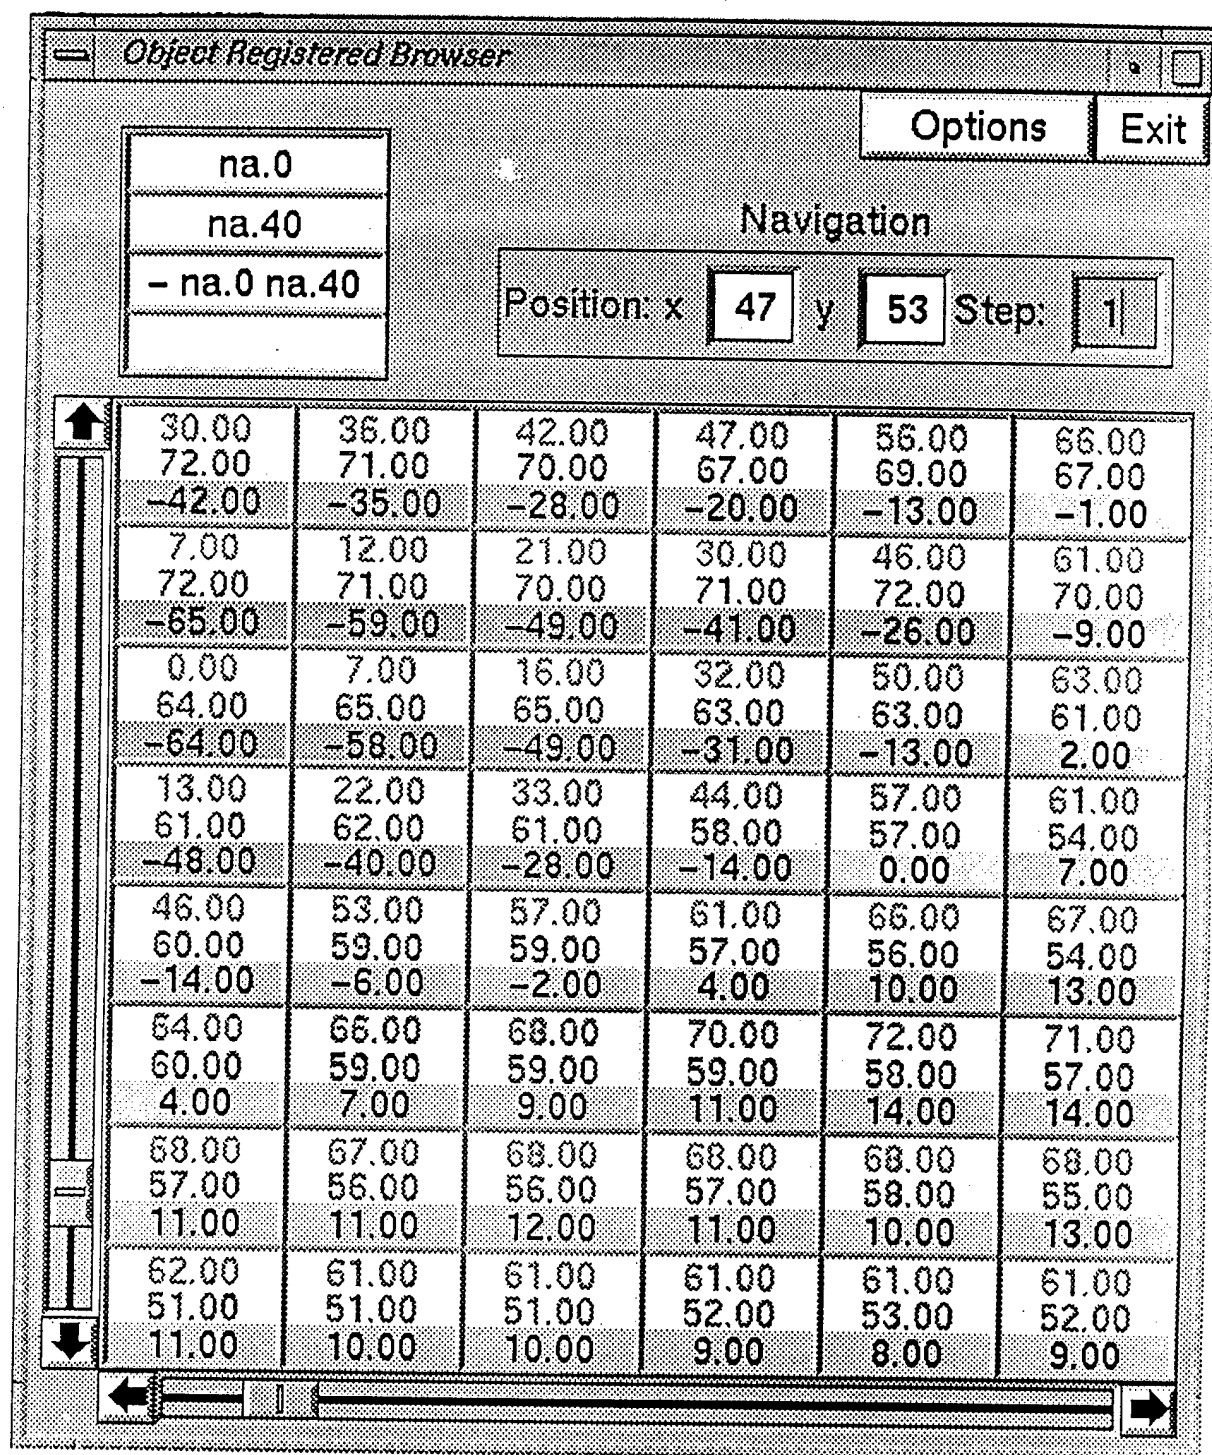 Object Registered Browser
Options Exit
na.0
na.40
– na.0 na.40
Navigation
Position: x 47 y 53 Step: 1
30.00 36.00 42.00 47.00 56.00 66.00
72.00 71.00 70.00 67.00 69.00 67.00
–42.00 –35.00 –28.00 –20.00 –13.00 –1.00
7.00 12.00 21.00 30.00 46.00 61.00
72.00 71.00 70.00 71.00 72.00 70.00
–65.00 –59.00 –49.00 –41.00 –26.00 –9.00
0.00 7.00 16.00 32.00 50.00 63.00
64.00 65.00 65.00 63.00 63.00 61.00
–64.00 –58.00 –49.00 –31.00 –13.00 2.00
13.00 22.00 33.00 44.00 57.00 61.00
61.00 62.00 61.00 58.00 57.00 54.00
–48.00 –40.00 –28.00 –14.00 0.00 7.00
46.00 53.00 57.00 61.00 66.00 67.00
60.00 59.00 59.00 57.00 56.00 54.00
–14.00 –6.00 –2.00 4.00 10.00 13.00
64.00 66.00 68.00 70.00 72.00 71.00
60.00 59.00 59.00 59.00 58.00 57.00
4.00 7.00 9.00 11.00 14.00 14.00
68.00 67.00 68.00 68.00 68.00 68.00
57.00 56.00 56.00 57.00 58.00 55.00
11.00 11.00 12.00 11.00 10.00 13.00
62.00 61.00 61.00 61.00 61.00 61.00
51.00 51.00 51.00 52.00 53.00 52.00
11.00 10.00 10.00 9.00 8.00 9.00